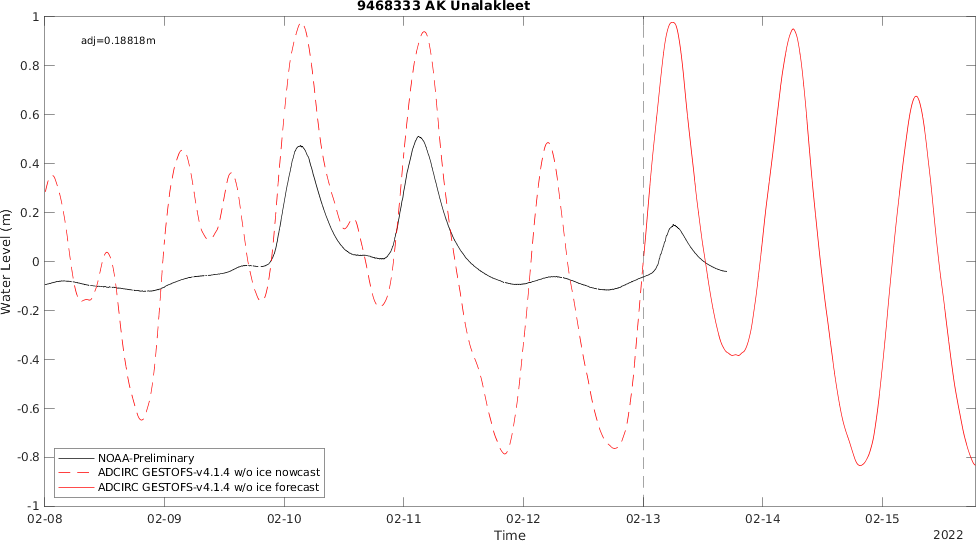 9468333 AK Unalakleet
adj=0.18818m
1
0.8
0.6
0.4
0.2
0
-0.2
-0.4
-0.6
-0.8
-1
Water Level (m)
NOAA-Preliminary
ADCIRC GESTOFS-v4.1.4 w/o ice nowcast
ADCIRC GESTOFS-v4.1.4 w/o ice forecast
02-08 02-09 02-10 02-11 02-12 02-13 02-14 02-15
Time
2022